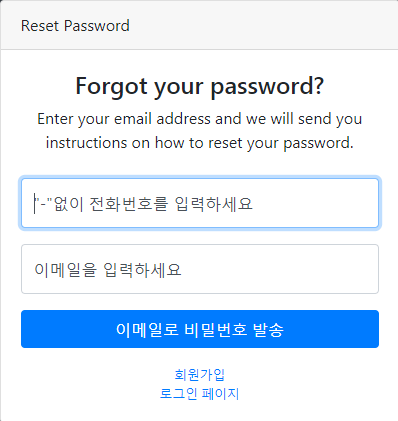 Reset Password
Forgot your password?
Enter your email address and we will send you
instructions on how to reset your password.
"-"없이 전화번호를 입력하세요
이메일을 입력하세요
이메일로 비밀번호 발송
회원가입
로그인 페이지